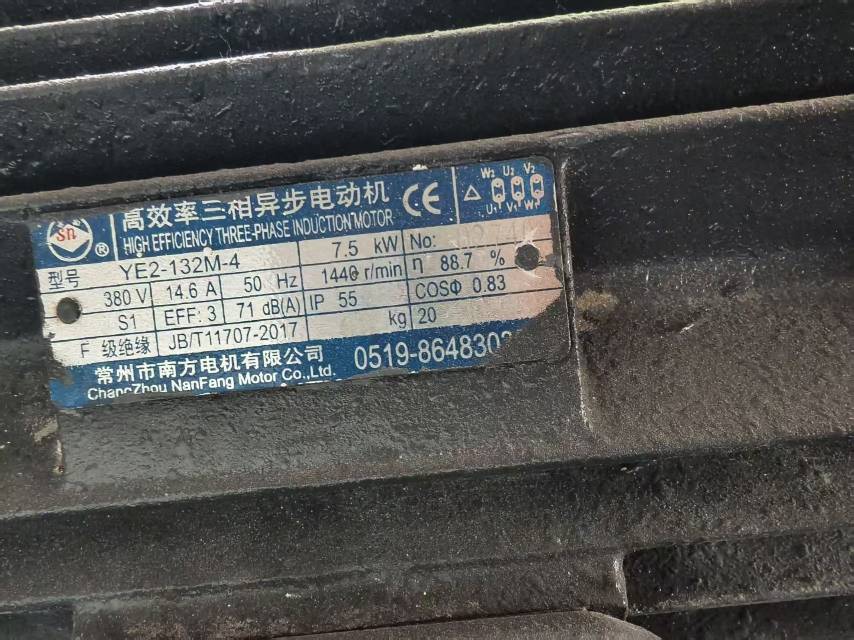 sn ®
高效率三相异步电动机
HIGH EFFICIENCY THREE-PHASE INDUCTION MOTOR
CE
△
W2 U2 V2
U1 V1 W1
型号 YE2-132M-4 7.5 kW No:
380 V 14.6 A 50 Hz 1440 r/min η 88.7 %
S1 EFF: 3 71 dB(A) IP 55 COSΦ 0.83
F 级绝缘 JB/T11707-2017 kg 20
常州市南方电机有限公司
ChangZhou NanFang Motor Co.,Ltd.
0519-8648303